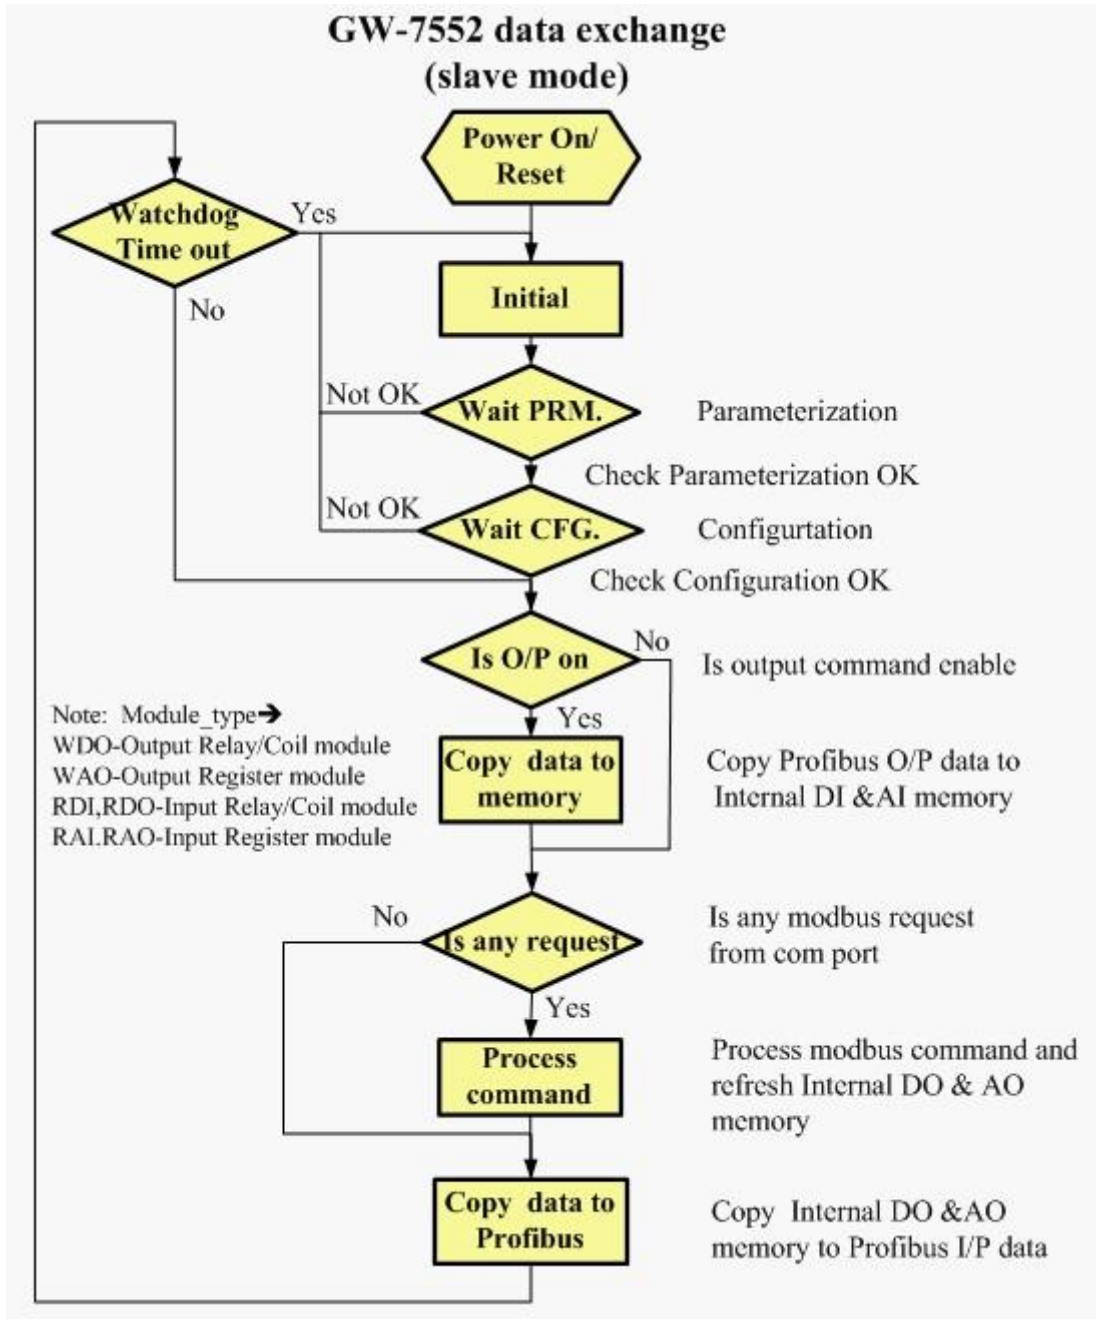 GW-7552 data exchange
(slave mode)
Power On/
Reset
Watchdog
Time out
Yes
No
Initial
Not OK
Wait PRM.
Parameterization
Check Parameterization OK
Not OK
Wait CFG.
Configurtation
Check Configuration OK
Is O/P on
No
Is output command enable
Yes
Note: Module_type➔
WDO-Output Relay/Coil module
WAO-Output Register module
RDI,RDO-Input Relay/Coil module
RAI.RAO-Input Register module
Copy data to
memory
Copy Profibus O/P data to
Internal DI &AI memory
No
Is any request
Is any modbus request
from com port
Yes
Process
command
Process modbus command and
refresh Internal DO & AO
memory
Copy data to
Profibus
Copy Internal DO &AO
memory to Profibus I/P data